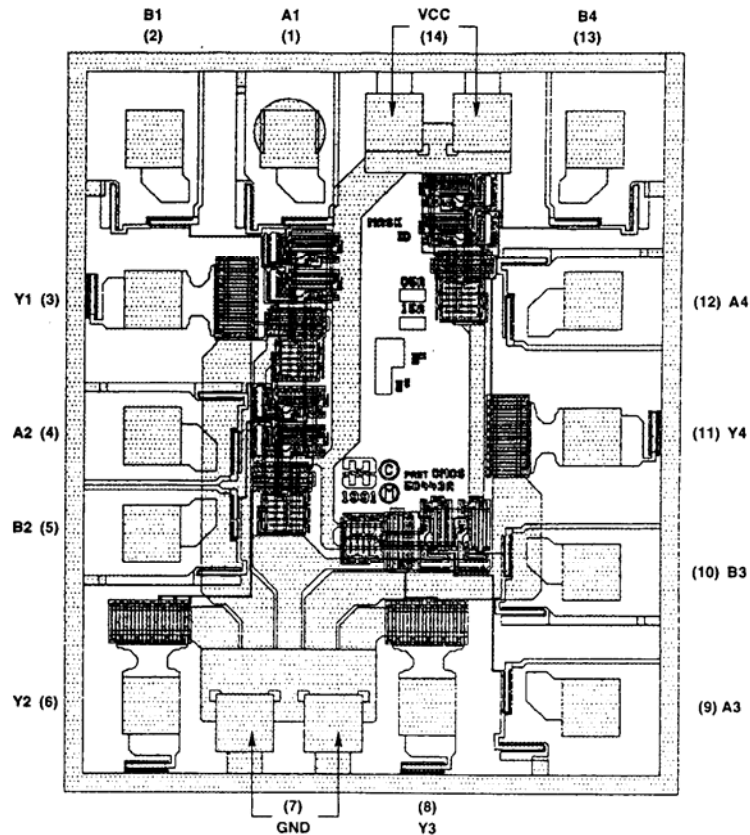 B1
(2)
A1
(1)
VCC
(14)
B4
(13)
MASK
ID
Y1 (3)
(12) A4
A2 (4)
(11) Y4
C
FAST CMOS
1991
M
B2 (5)
(10) B3
Y2 (6)
(9) A3
(7)
GND
(8)
Y3